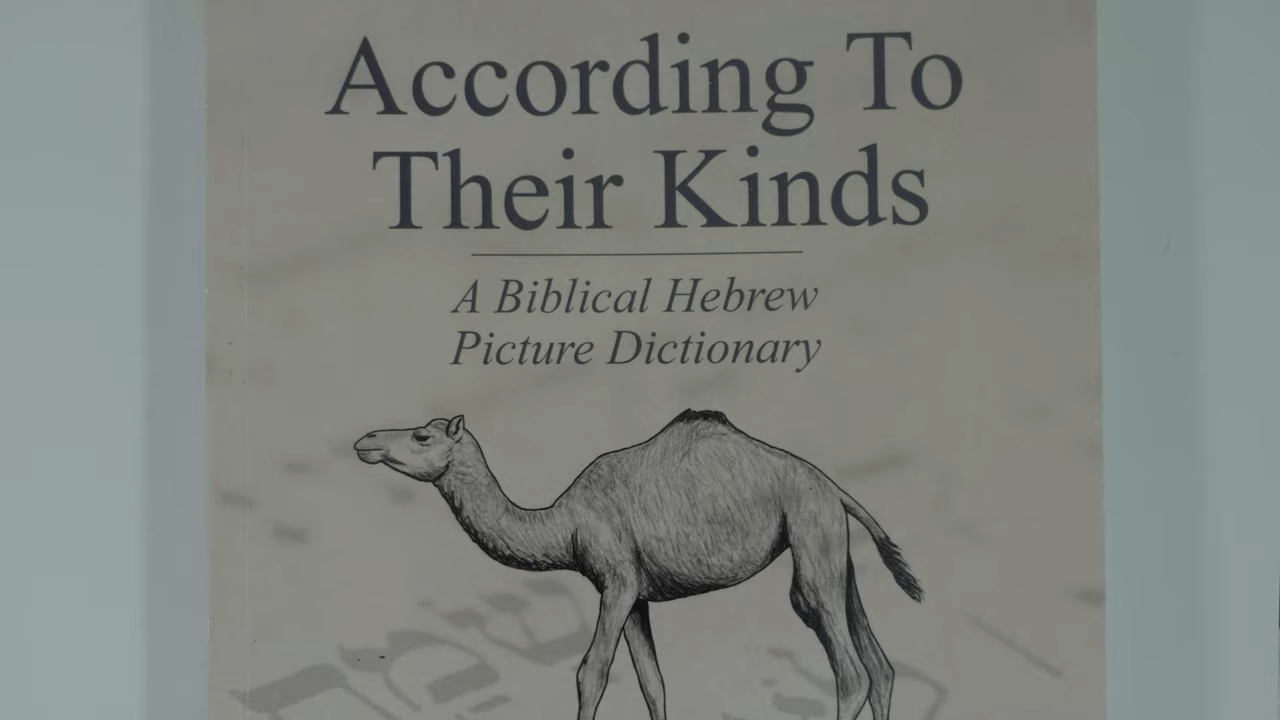 According To
Their Kinds
A Biblical Hebrew
Picture Dictionary